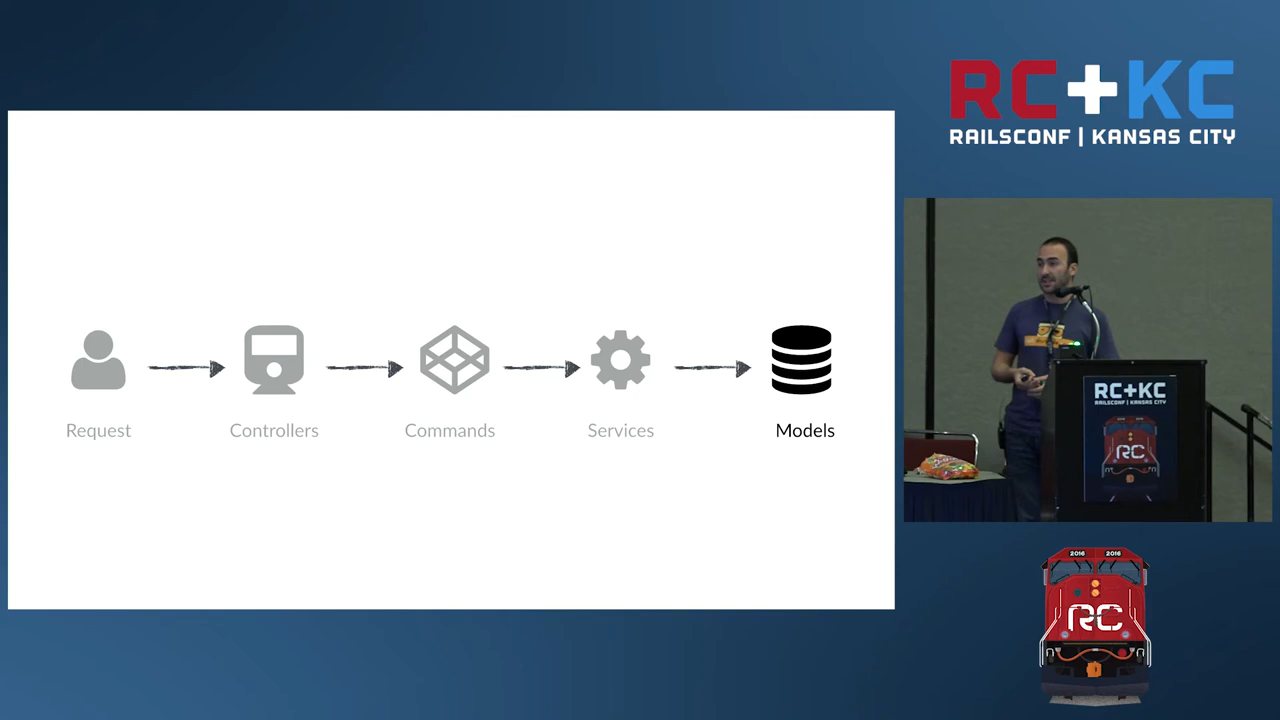 RC+KC
RAILSCONF | KANSAS CITY
Request
Controllers
Commands
Services
Models
RC+KC
RAILSCONF | KANSAS CITY
RC
2016 2016
RC